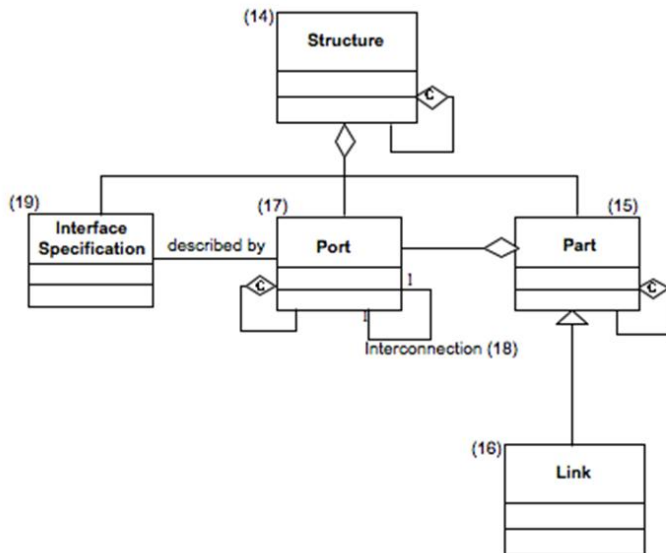 (14)
Structure
C
(19)
Interface
Specification
described by
(17)
Port
C
1
1
Interconnection (18)
(15)
Part
C
(16)
Link